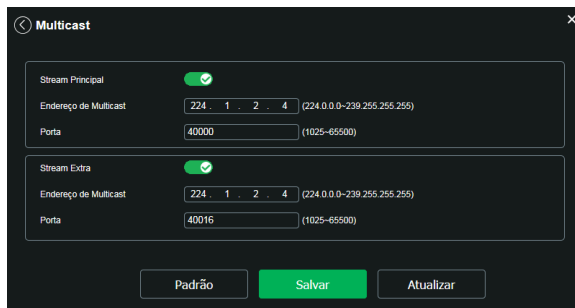 Multicast
Stream Principal
Endereço de Multicast 224 . 1 . 2 . 4 (224.0.0.0~239.255.255.255)
Porta 40000 (1025~65500)
Stream Extra
Endereço de Multicast 224 . 1 . 2 . 4 (224.0.0.0~239.255.255.255)
Porta 40016 (1025~65500)
Padrão Salvar Atualizar